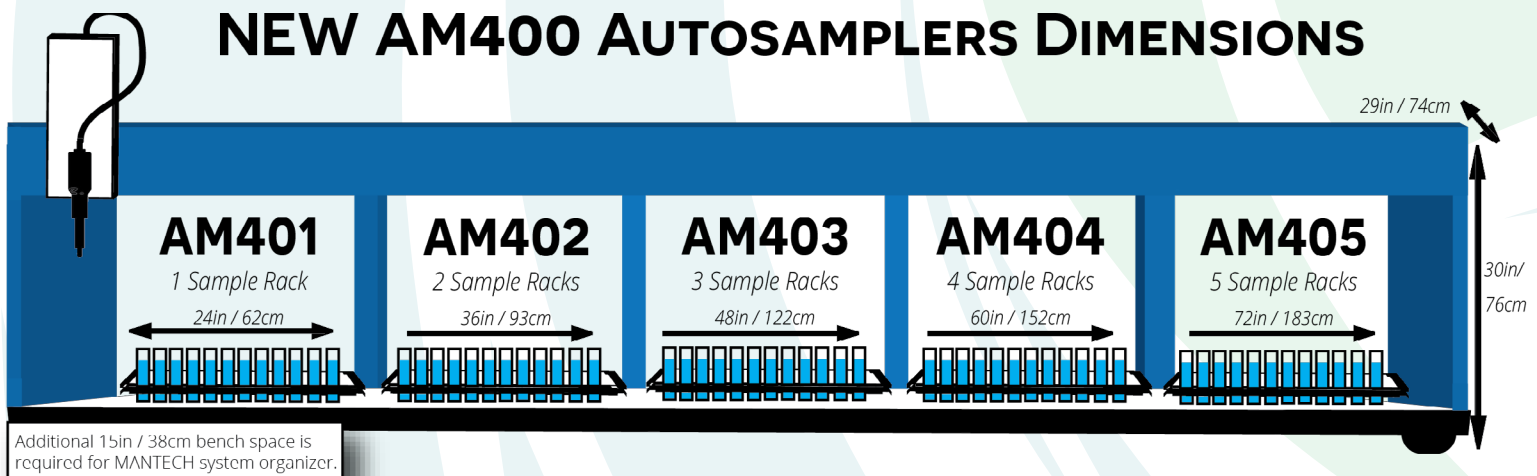 NEW AM400 AUTOSAMPLERS DIMENSIONS
29in / 74cm
AM401
1 Sample Rack
24in / 62cm
AM402
2 Sample Racks
36in / 93cm
AM403
3 Sample Racks
48in / 122cm
AM404
4 Sample Racks
60in / 152cm
AM405
5 Sample Racks
72in / 183cm
30in/
76cm
Additional 15in / 38cm bench space is
required for MANTECH system organizer.